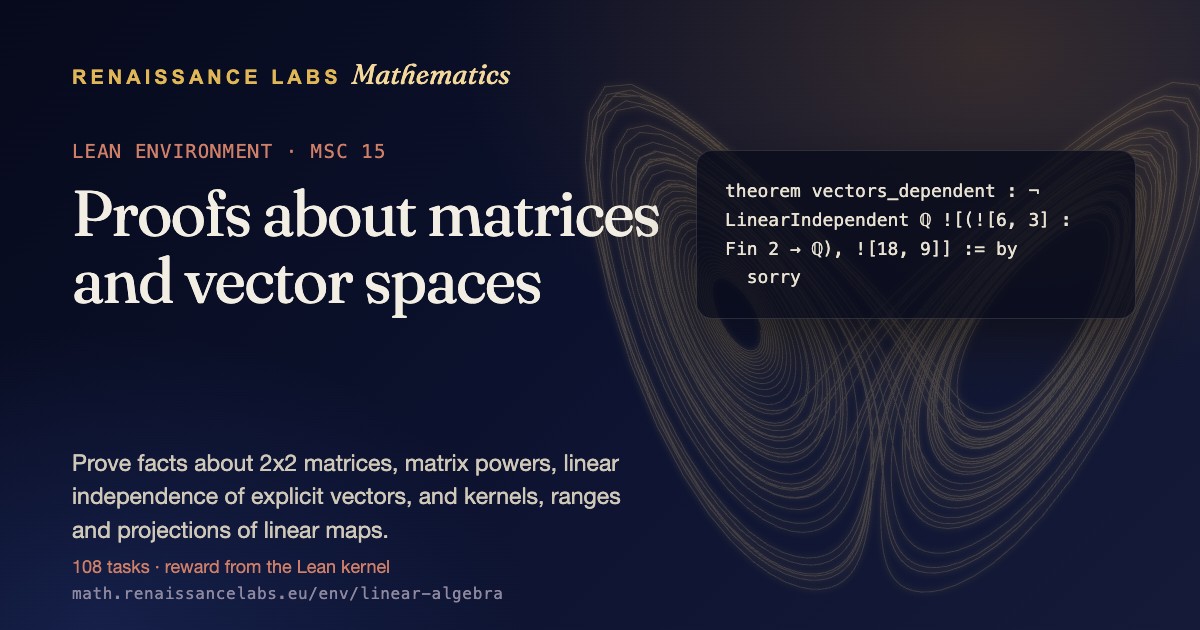 RENAISSANCE LABS Mathematics
LEAN ENVIRONMENT · MSC 15
Proofs about matrices
and vector spaces
theorem vectors_dependent : ¬
LinearIndependent ℚ ![(![6, 3] :
Fin 2 → ℚ), ![18, 9]] := by
  sorry
Prove facts about 2x2 matrices, matrix powers, linear
independence of explicit vectors, and kernels, ranges
and projections of linear maps.
108 tasks · reward from the Lean kernel
math.renaissancelabs.eu/env/linear-algebra